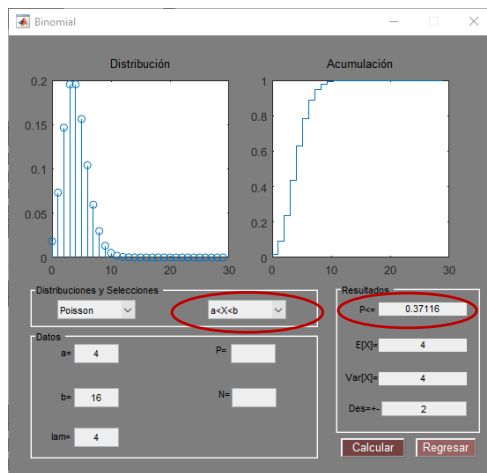 Binomial
Distribución
0.2
0.15
0.1
0.05
0
0 10 20 30
Acumulación
1
0.8
0.6
0.4
0.2
0
0 10 20 30
Distribuciones y Selecciones
Poisson
a<X<b
Datos
a= 4
P=
b= 16
N=
lam= 4
Resultados
P<= 0.37116
E[X]= 4
Var[X]= 4
Des=+- 2
Calcular
Regresar